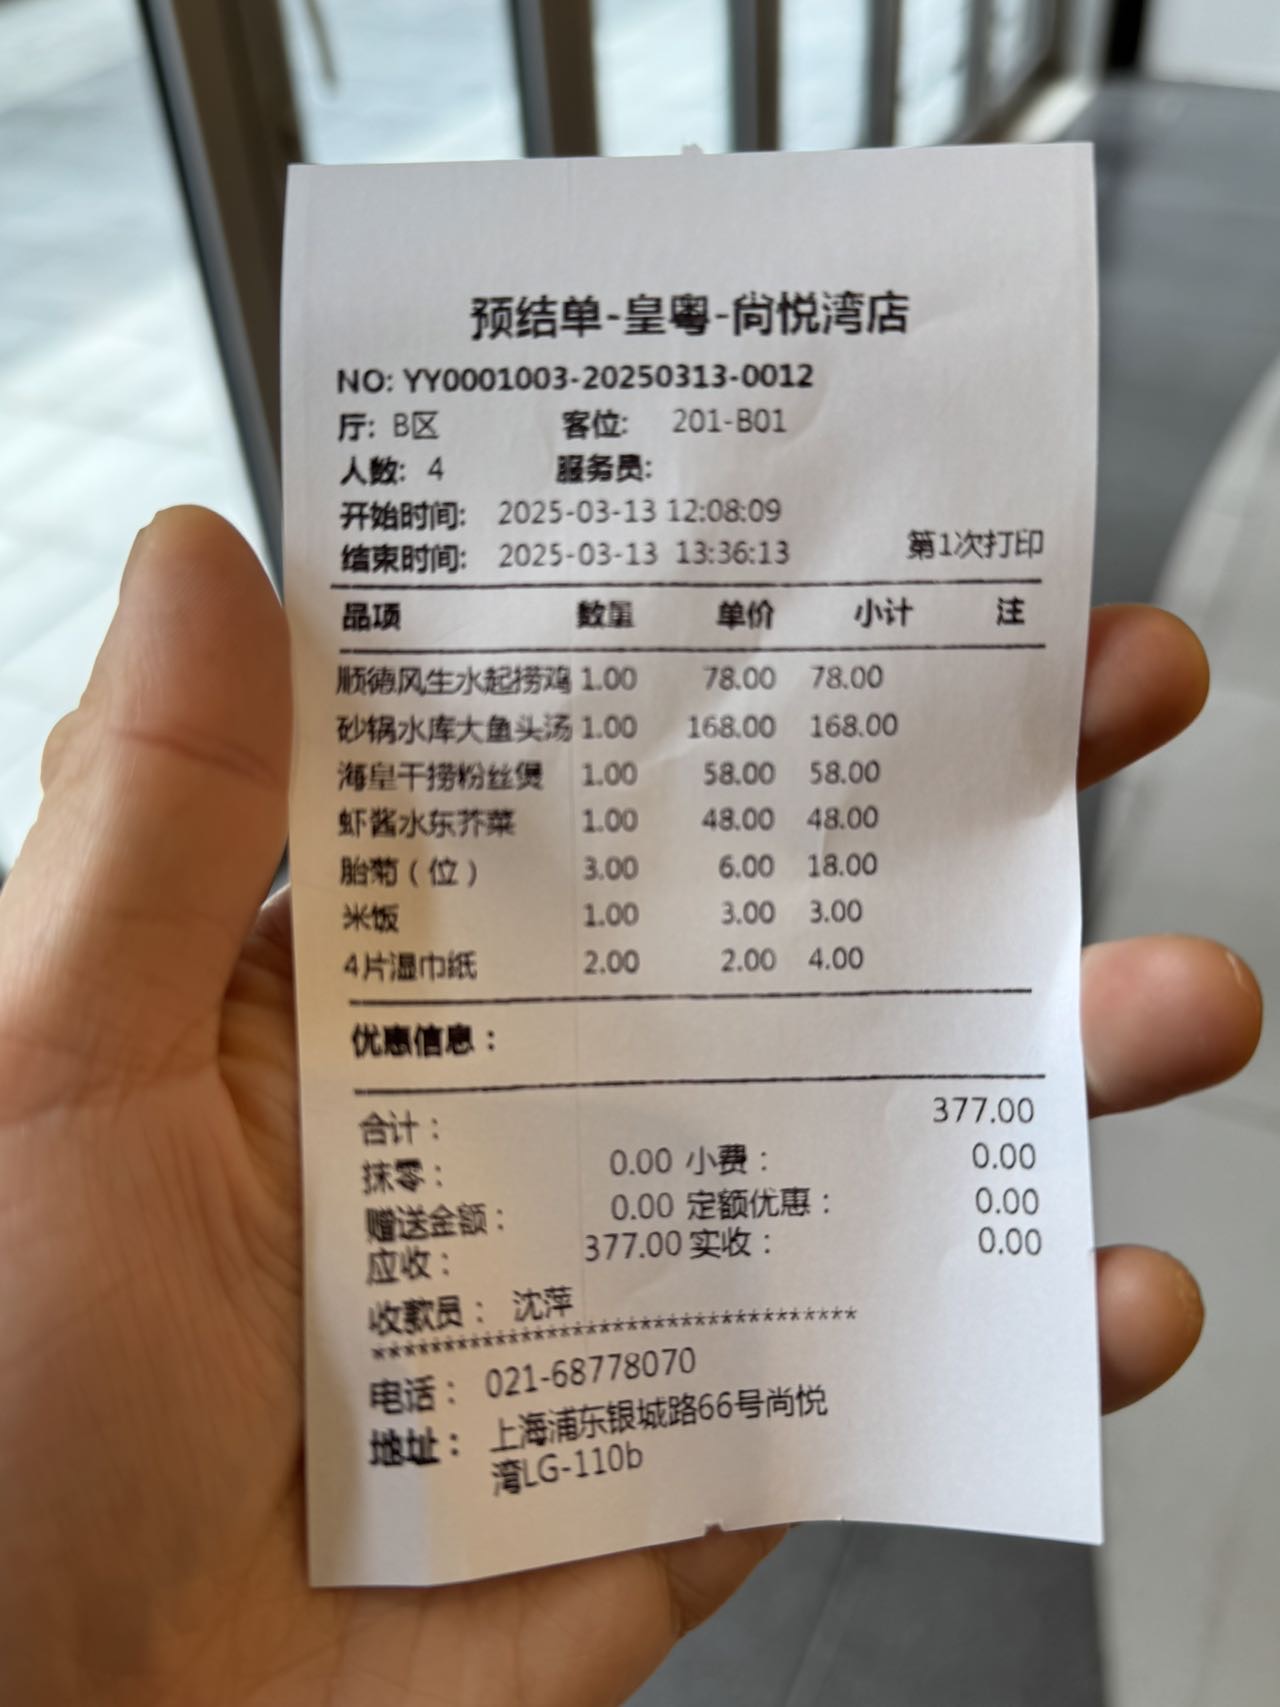 预结单-皇粤-尚悦湾店
NO: YY0001003-20250313-0012
厅: B区 客位: 201-B01
人数: 4 服务员:
开始时间: 2025-03-13 12:08:09
结束时间: 2025-03-13 13:36:13 第1次打印
品项 数量 单价 小计 注
顺德风生水起捞鸡 1.00 78.00 78.00
砂锅水库大鱼头汤 1.00 168.00 168.00
海皇干捞粉丝煲 1.00 58.00 58.00
虾酱水东芥菜 1.00 48.00 48.00
胎菊（位） 3.00 6.00 18.00
米饭 1.00 3.00 3.00
4片湿巾纸 2.00 2.00 4.00
优惠信息：
合计： 377.00
抹零： 0.00 小费： 0.00
赠送金额： 0.00 定额优惠： 0.00
应收： 377.00 实收： 0.00
收款员： 沈萍
*********************************
电话： 021-68778070
地址： 上海浦东银城路66号尚悦
湾LG-110b